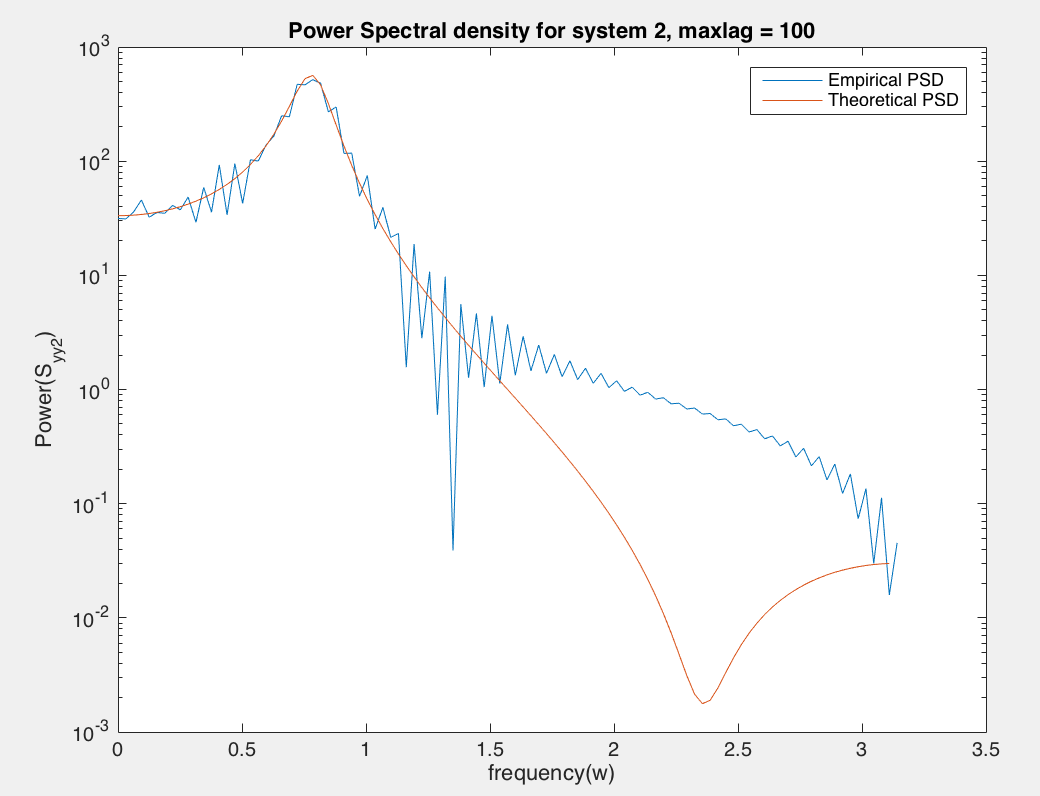 Power Spectral density for system 2, maxlag = 100
Empirical PSD
Theoretical PSD
10^3
10^2
10^1
10^0
10^-1
10^-2
10^-3
Power(S_yy2)
0 0.5 1 1.5 2 2.5 3 3.5
frequency(w)